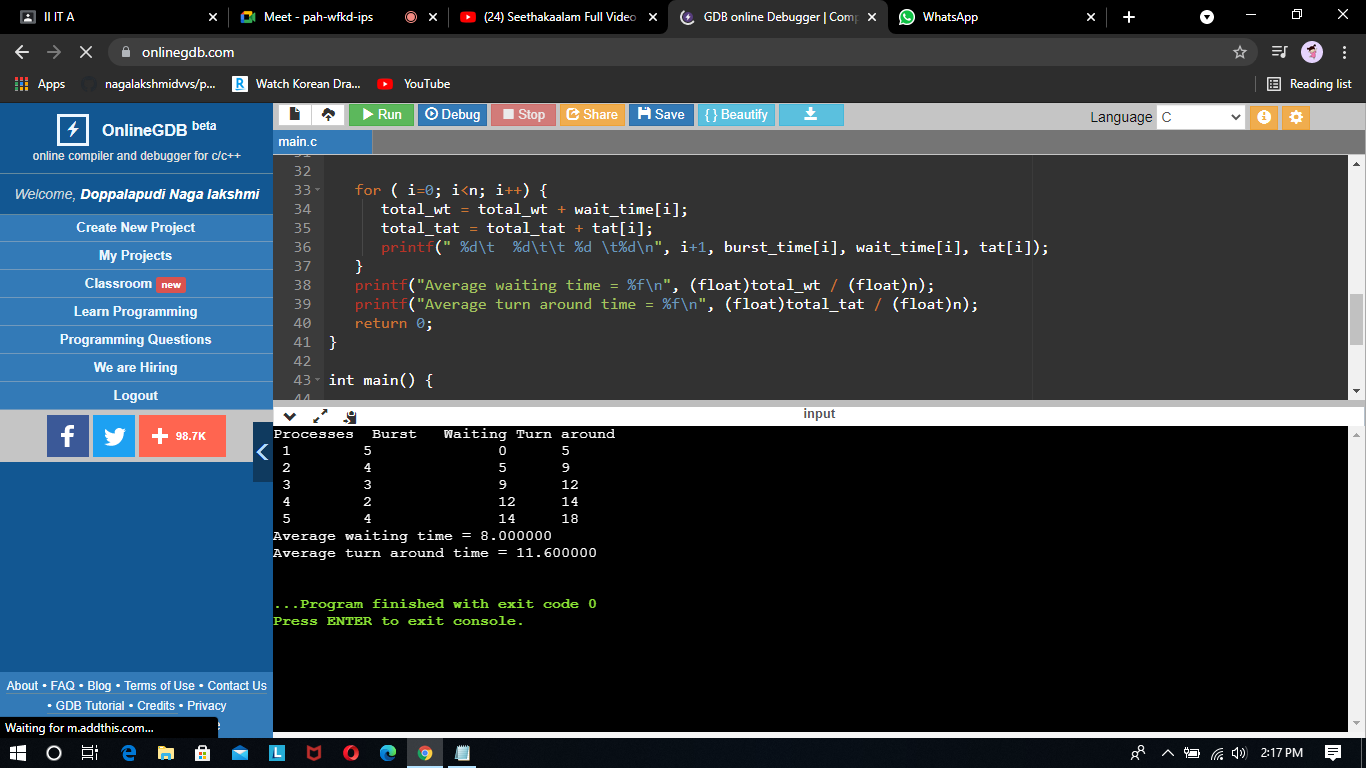 II IT A
Meet - pah-wfkd-ips
(24) Seethakaalam Full Video
GDB online Debugger | Comp
WhatsApp
onlinegdb.com
Apps
nagalakshmidvvs/p...
R
Watch Korean Dra...
YouTube
Reading list
OnlineGDB beta
online compiler and debugger for c/c++
Welcome, Doppalapudi Naga lakshmi
Create New Project
My Projects
Classroom new
Learn Programming
Programming Questions
We are Hiring
Logout
f
98.7K
About • FAQ • Blog • Terms of Use • Contact Us
• GDB Tutorial • Credits • Privacy
Waiting for m.addthis.com...
Run
Debug
Stop
Share
Save
{ } Beautify
Language C
main.c
31
32
33 for ( i=0; i<n; i++) {
34 total_wt = total_wt + wait_time[i];
35 total_tat = total_tat + tat[i];
36 printf(" %d\t  %d\t\t %d \t%d\n", i+1, burst_time[i], wait_time[i], tat[i]);
37 }
38 printf("Average waiting time = %f\n", (float)total_wt / (float)n);
39 printf("Average turn around time = %f\n", (float)total_tat / (float)n);
40 return 0;
41 }
42
43 int main() {
44
input
Processes Burst Waiting Turn around
1 5 0 5
2 4 5 9
3 3 9 12
4 2 12 14
5 4 14 18
Average waiting time = 8.000000
Average turn around time = 11.600000
...Program finished with exit code 0
Press ENTER to exit console.
L
2:17 PM